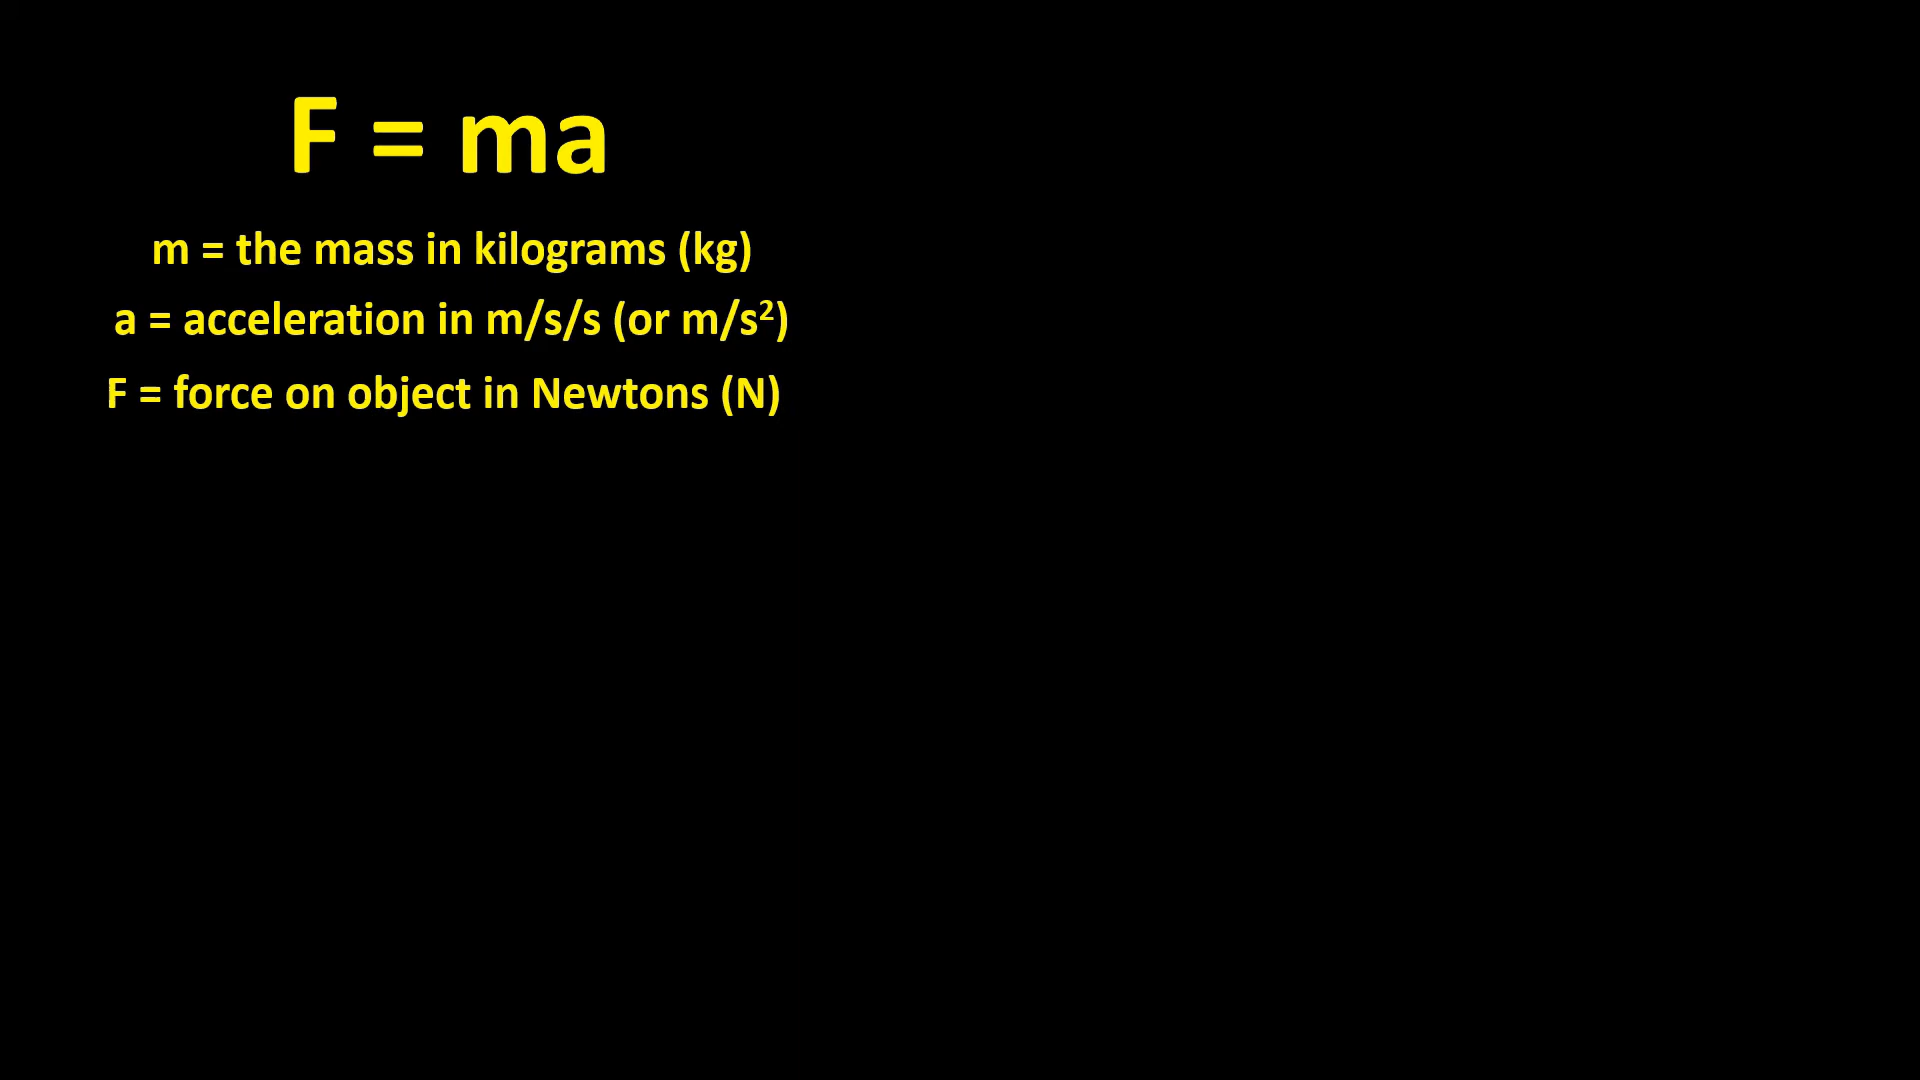 F = ma
m = the mass in kilograms (kg)
a = acceleration in m/s/s (or m/s²)
F = force on object in Newtons (N)